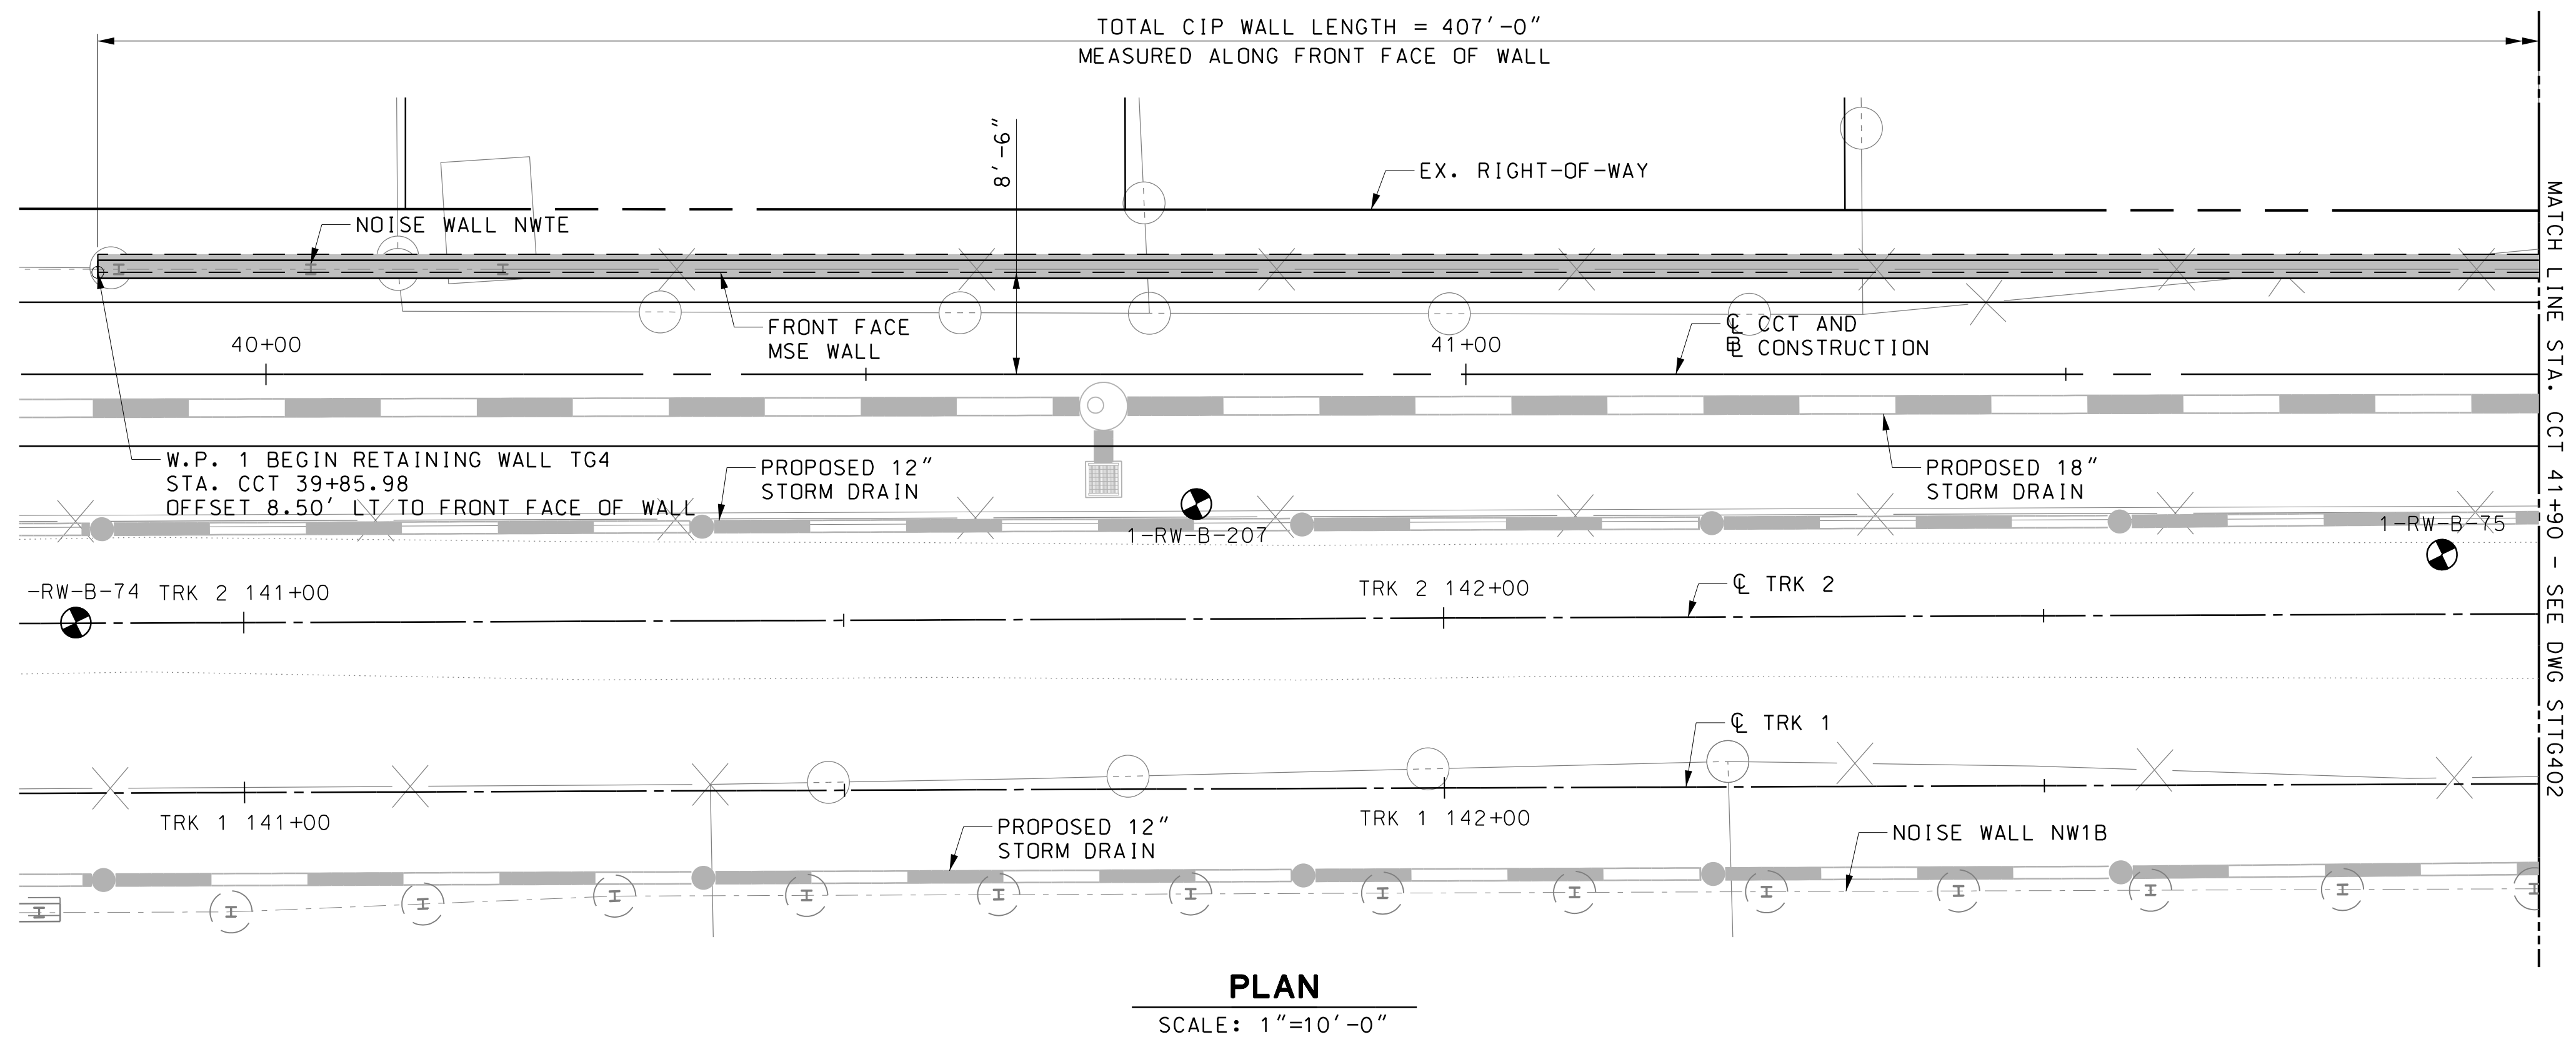 TOTAL CIP WALL LENGTH = 407'-0"
MEASURED ALONG FRONT FACE OF WALL
8'-6"
EX. RIGHT-OF-WAY
NOISE WALL NWTE
FRONT FACE
MSE WALL
℄ CCT AND
BL CONSTRUCTION
40+00
41+00
W.P. 1 BEGIN RETAINING WALL TG4
STA. CCT 39+85.98
OFFSET 8.50' LT TO FRONT FACE OF WALL
PROPOSED 12"
STORM DRAIN
PROPOSED 18"
STORM DRAIN
1-RW-B-207
1-RW-B-75
-RW-B-74
TRK 2 141+00
TRK 2 142+00
℄ TRK 2
℄ TRK 1
TRK 1 141+00
TRK 1 142+00
PROPOSED 12"
STORM DRAIN
NOISE WALL NW1B
MATCH LINE STA. CCT 41+90 - SEE DWG STTG402
PLAN
SCALE: 1"=10'-0"